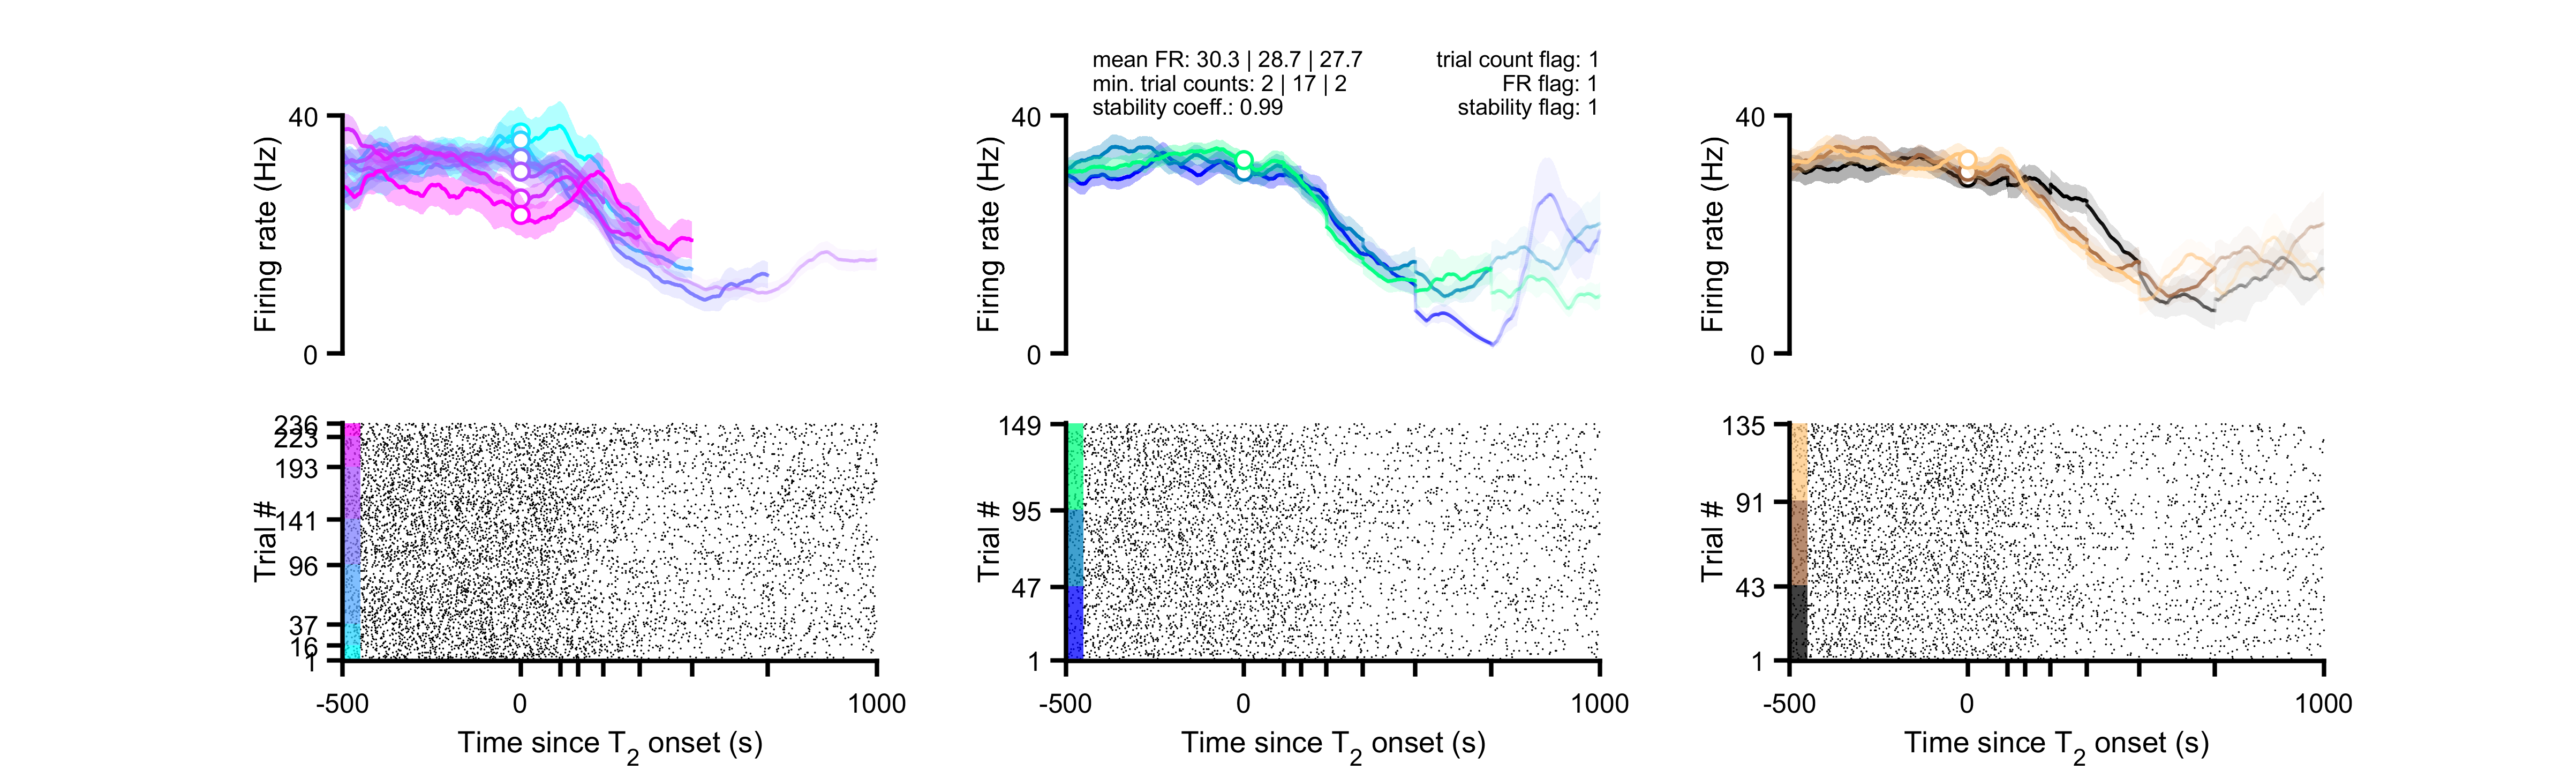 mean FR: 30.3 | 28.7 | 27.7
min. trial counts: 2 | 17 | 2
stability coeff.: 0.99
trial count flag: 1
FR flag: 1
stability flag: 1
40
Firing rate (Hz)
0
40
Firing rate (Hz)
0
40
Firing rate (Hz)
0
236
223
193
141
96
37
16
1
Trial #
-500
0
1000
Time since T2 onset (s)
149
95
47
1
Trial #
-500
0
1000
Time since T2 onset (s)
135
91
43
1
Trial #
-500
0
1000
Time since T2 onset (s)